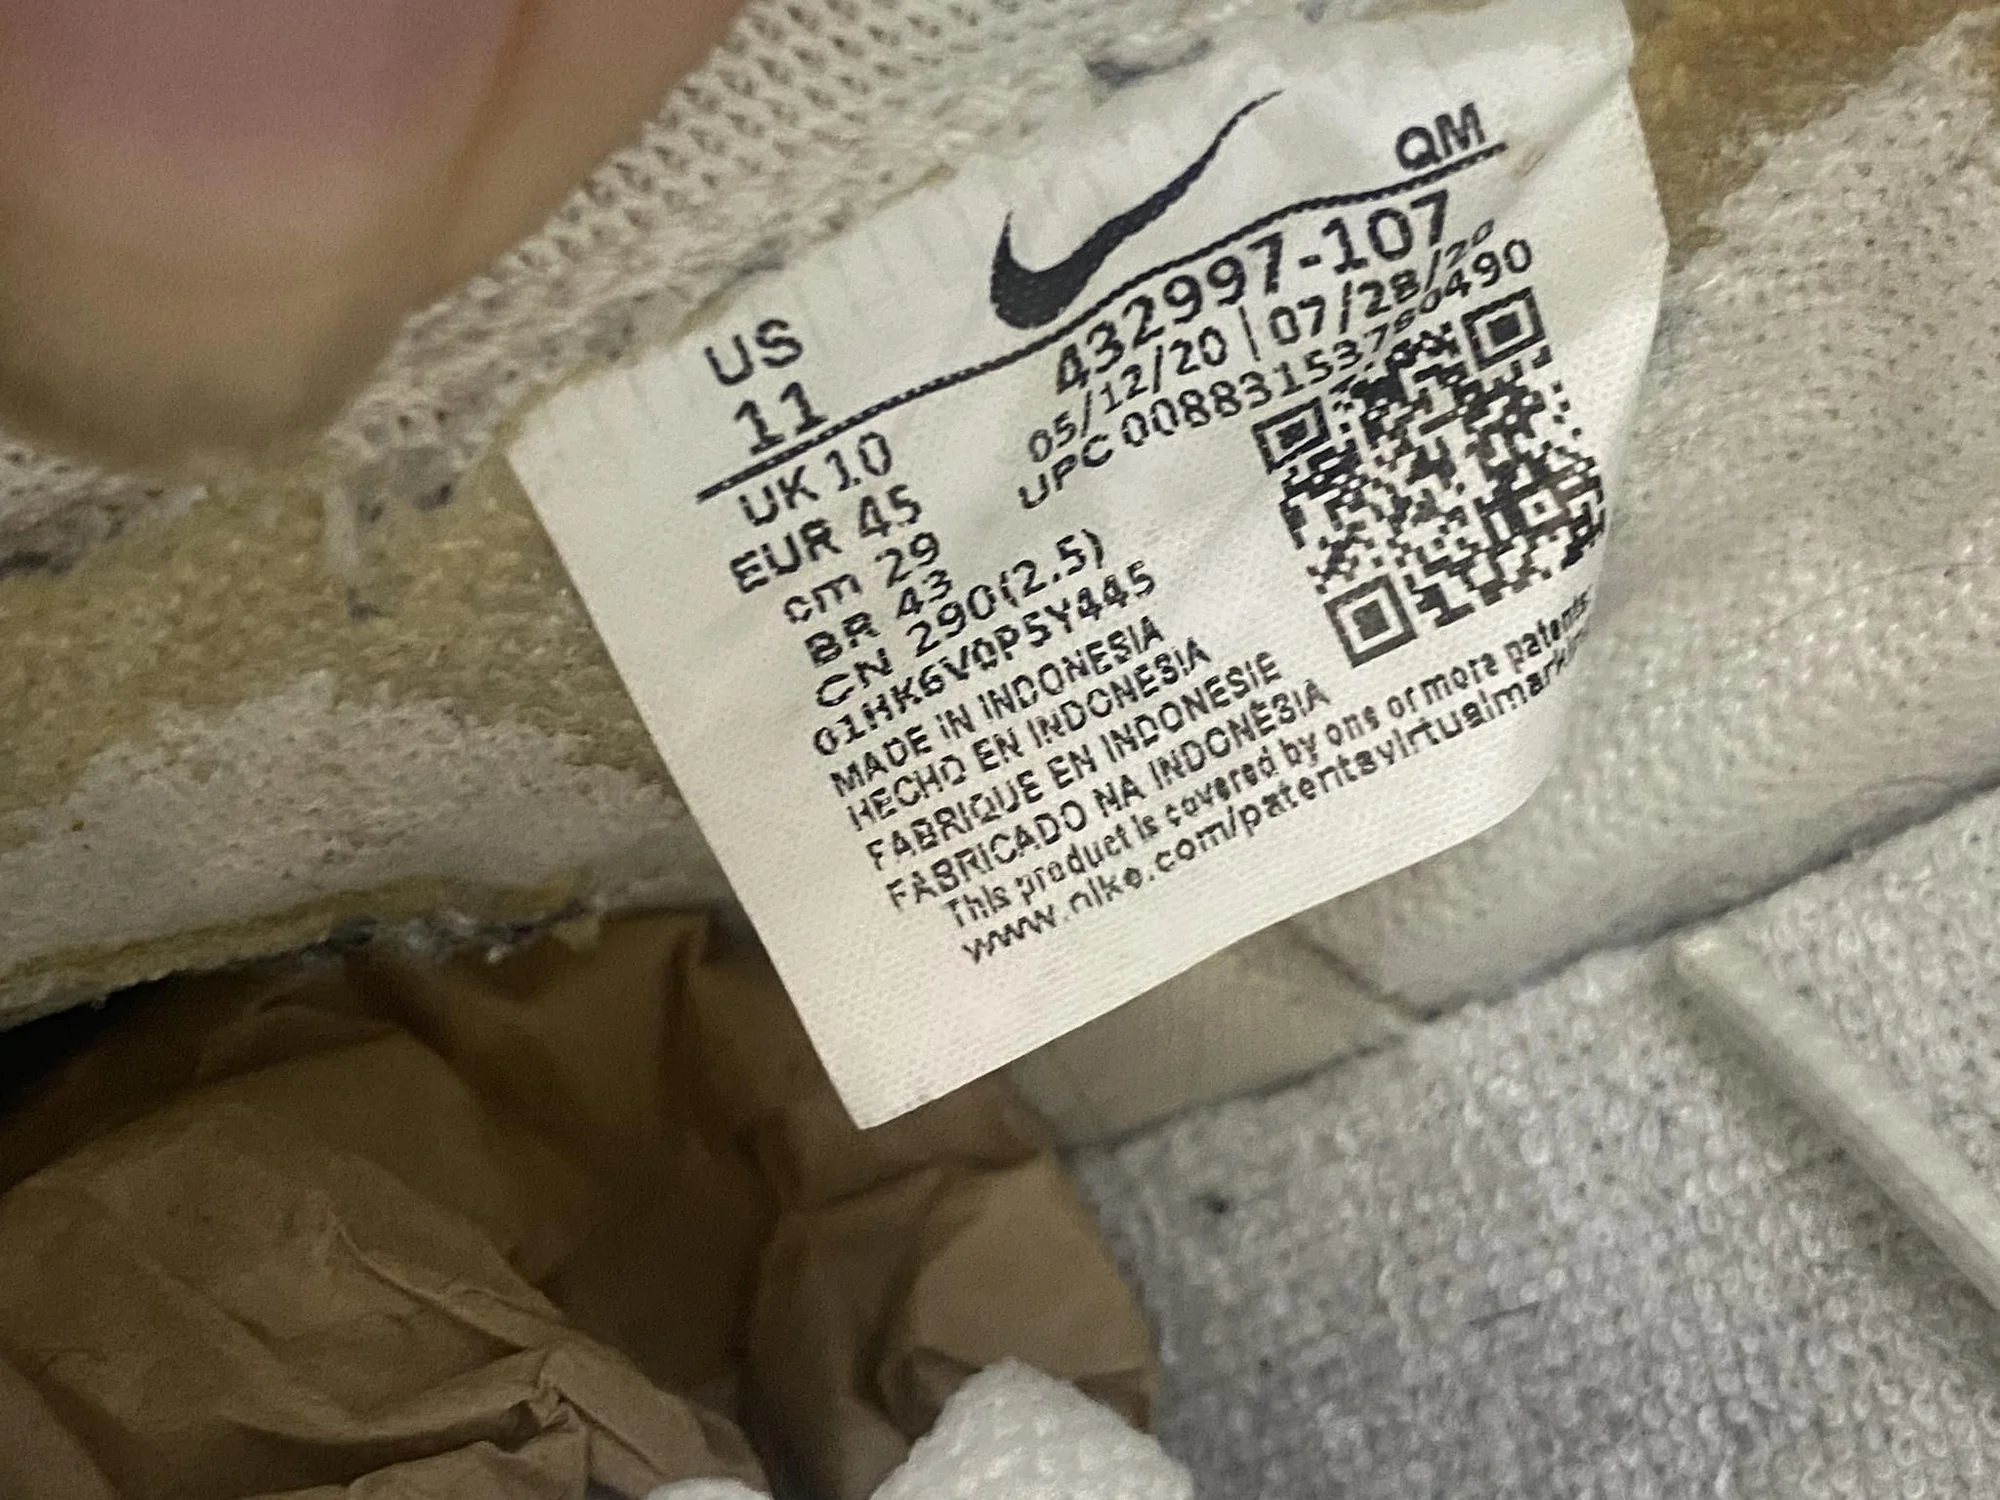 QM
US
11
432997-107
05/12/20 | 07/28/20
UPC 00883153780490
UK 10
EUR 45
cm 29
BR 43
CN 290(2.5)
01HK6V0P5Y445
MADE IN INDONESIA
HECHO EN INDONESIA
FABRIQUE EN INDONESIE
FABRICADO NA INDONÉSIA
This product is covered by one or more patents
www.nike.com/patentsvirtualmarking